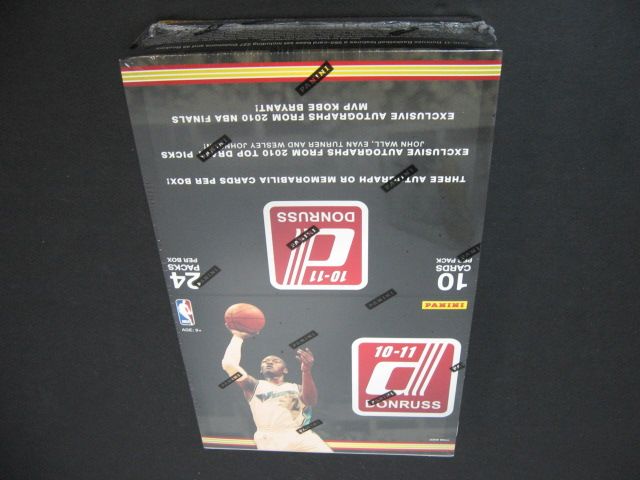 PANINI
EXCLUSIVE AUTOGRAPHS FROM 2010 NBA FINALS
MVP KOBE BRYANT!
EXCLUSIVE AUTOGRAPHS FROM 2010 TOP DRAFT PICKS
JOHN WALL, EVAN TURNER AND WESLEY JOHNSON!
THREE AUTOGRAPH OR MEMORABILIA CARDS PER BOX!
10-11
DONRUSS
10
CARDS
PER PACK
24
PACKS
PER BOX
PANINI
NBA
10-11
DONRUSS